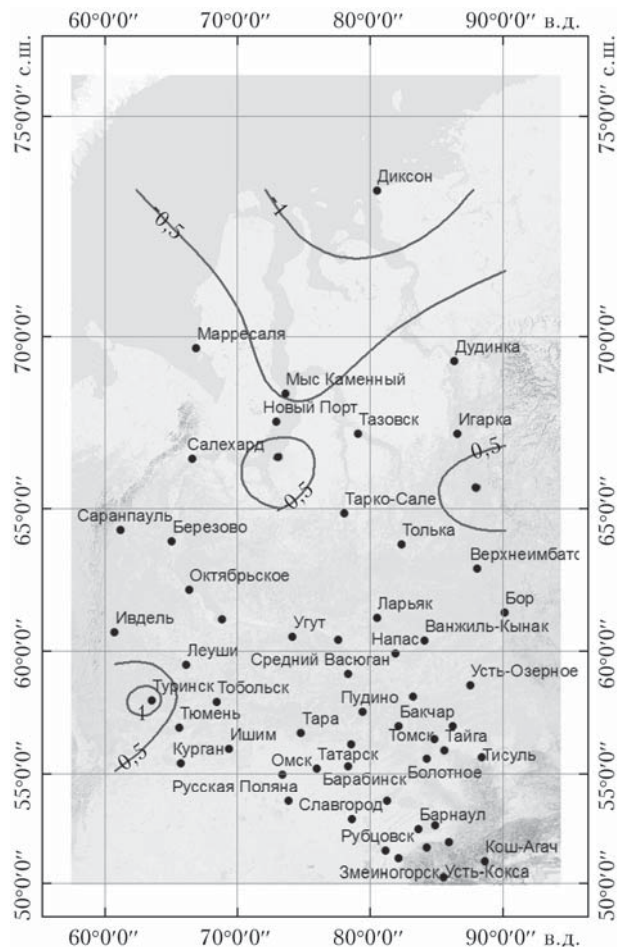 60°0′0″ 70°0′0″ 80°0′0″ 90°0′0″ в.д.
75°0′0″ с.ш. 75°0′0″ с.ш.
Диксон
1
0,5
70°0′0″ 70°0′0″
Марресаля
Дудинка
Мыс Каменный
Новый Порт
Тазовск Игарка
Салехард 0,5
0,5
Тарко-Сале
65°0′0″ 65°0′0″
Саранпауль
Березово
Толька
Верхнеимбатс
Октябрьское
Ларьяк Бор
Ивдель Угут Ванжиль-Кынак
60°0′0″ Напас 60°0′0″
Леуши Средний Васюган
Усть-Озерное
Туринск Тобольск
1 Пудино
Тюмень Тара Бакчар
0,5 Ишим Томск Тайга
Курган Омск Татарск Тисуль
55°0′0″ Барабинск Болотное 55°0′0″
Русская Поляна
Славгород
Барнаул
Рубцовск
Кош-Агач
Змеиногорск Усть-Кокса
50°0′0″ 50°0′0″
60°0′0″ 70°0′0″ 80°0′0″ 90°0′0″ в.д.